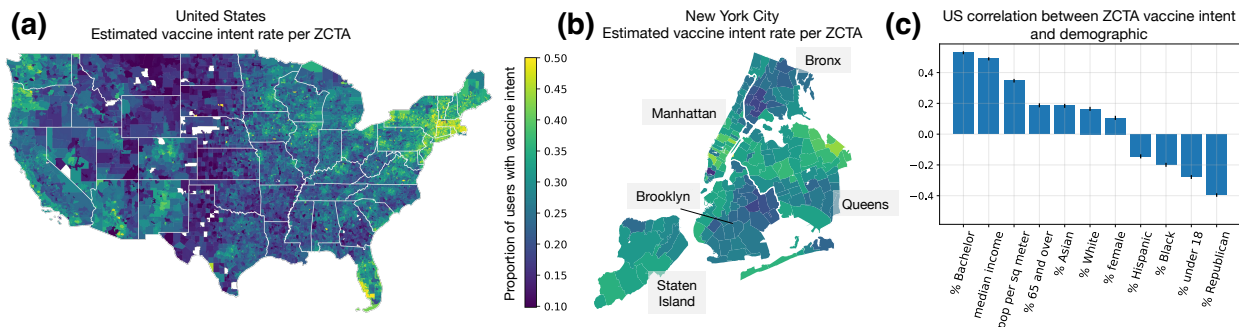 (a)
United States
Estimated vaccine intent rate per ZCTA
Proportion of users with vaccine intent
0.50
0.45
0.40
0.35
0.30
0.25
0.20
0.15
0.10
(b)
New York City
Estimated vaccine intent rate per ZCTA
Bronx
Manhattan
Brooklyn
Queens
Staten
Island
(c)
US correlation between ZCTA vaccine intent
and demographic
0.4
0.2
0.0
−0.2
−0.4
% Bachelor
median income
pop per sq meter
% 65 and over
% Asian
% White
% female
% Hispanic
% Black
% under 18
% Republican